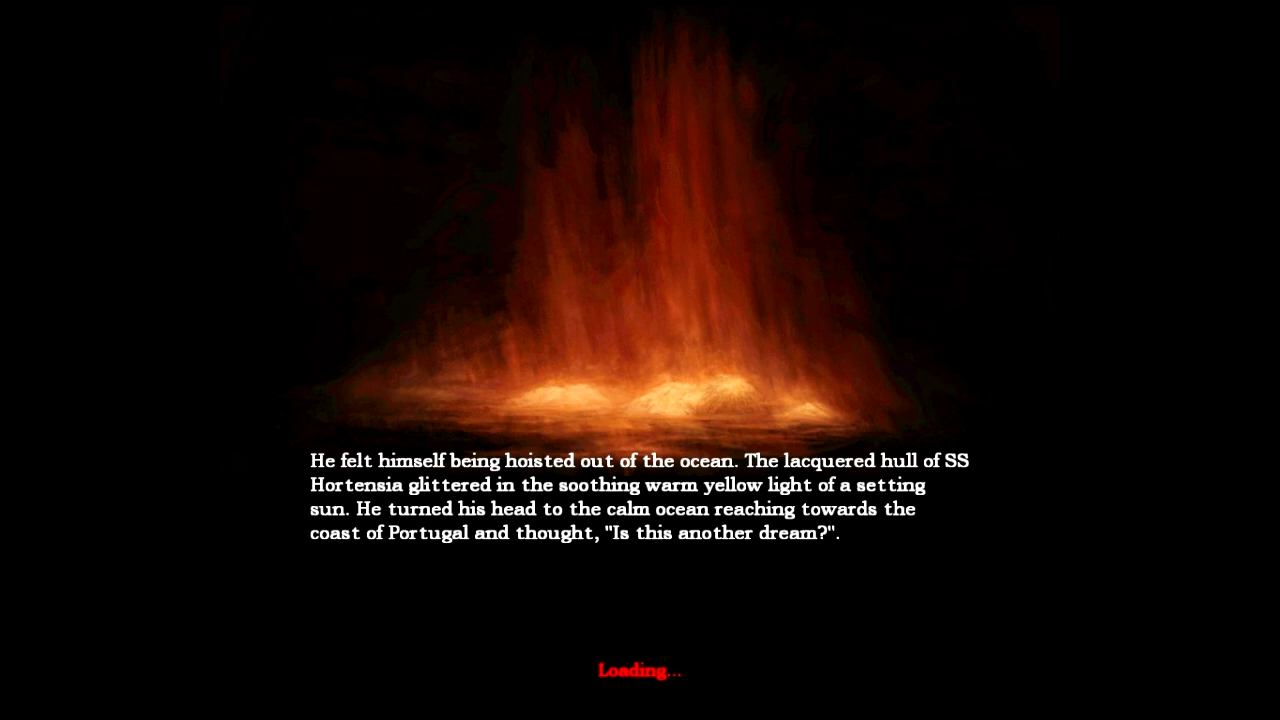 He felt himself being hoisted out of the ocean. The lacquered hull of SS
Hortensia glittered in the soothing warm yellow light of a setting
sun. He turned his head to the calm ocean reaching towards the
coast of Portugal and thought, "Is this another dream?".
Loading...